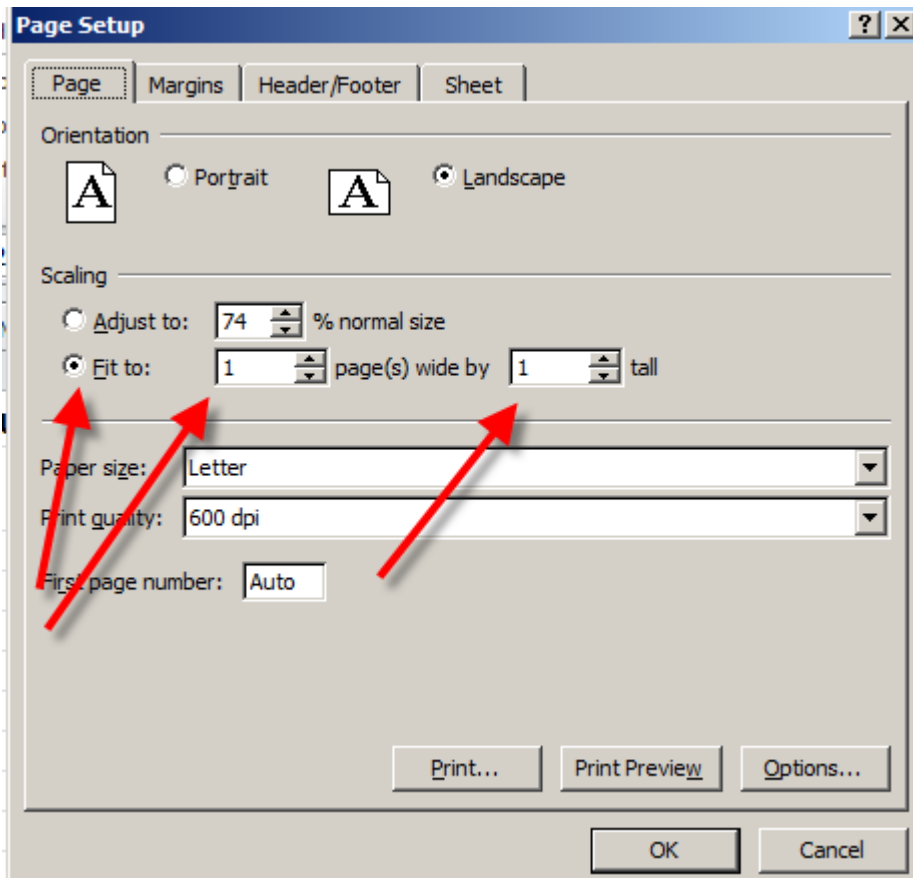 Page Setup
Page Margins Header/Footer Sheet
Orientation
A Portrait A Landscape
Scaling
Adjust to: 74 % normal size
Fit to: 1 page(s) wide by 1 tall
Paper size: Letter
Print quality: 600 dpi
First page number: Auto
Print... Print Preview Options...
OK Cancel